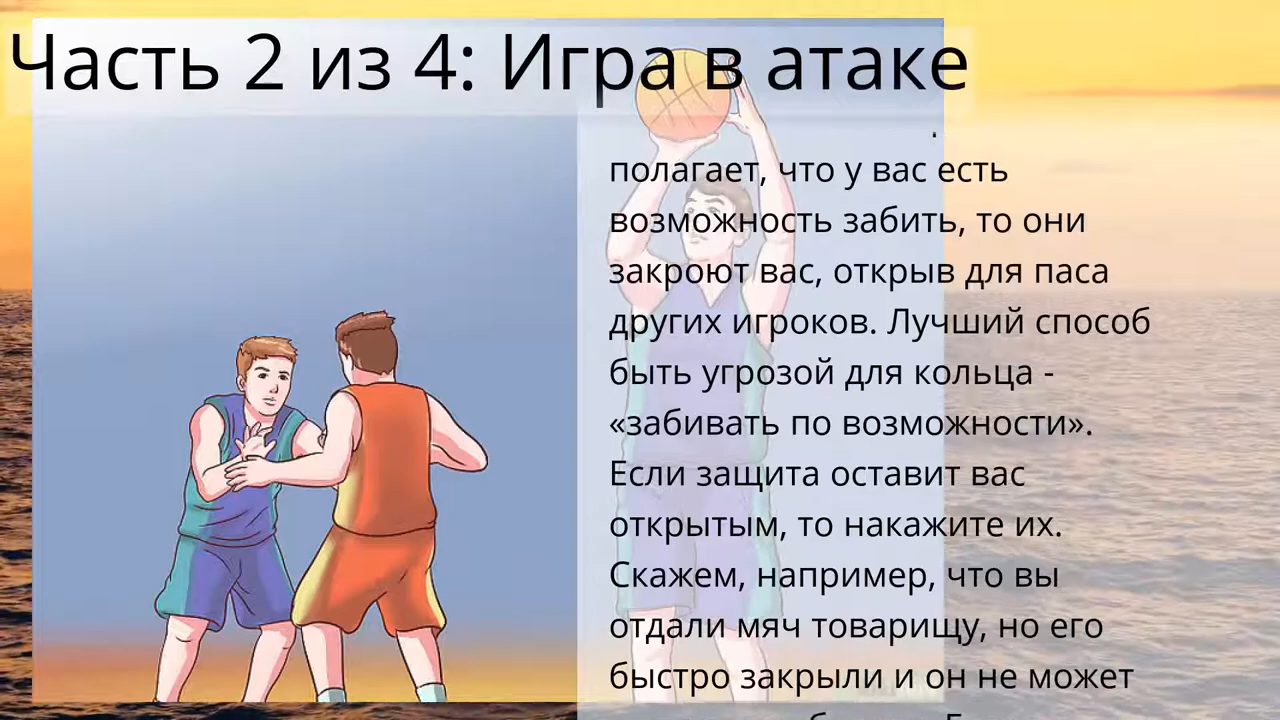 Часть 2 из 4: Игра в атаке
полагает, что у вас есть
возможность забить, то они
закроют вас, открыв для паса
других игроков. Лучший способ
быть угрозой для кольца -
«забивать по возможности».
Если защита оставит вас
открытым, то накажите их.
Скажем, например, что вы
отдали мяч товарищу, но его
быстро закрыли и он не может